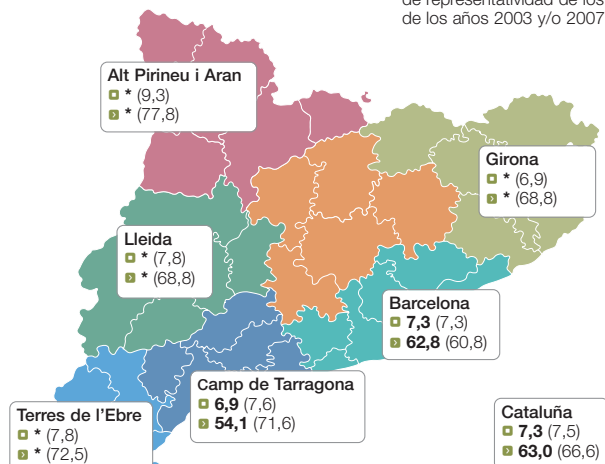 de representatividad de los
de los años 2003 y/o 2007
Alt Pirineu i Aran
* (9,3)
* (77,8)
Girona
* (6,9)
* (68,8)
Lleida
* (7,8)
* (68,8)
Barcelona
7,3 (7,3)
62,8 (60,8)
Camp de Tarragona
6,9 (7,6)
54,1 (71,6)
Terres de l'Ebre
* (7,8)
* (72,5)
Cataluña
7,3 (7,5)
63,0 (66,6)